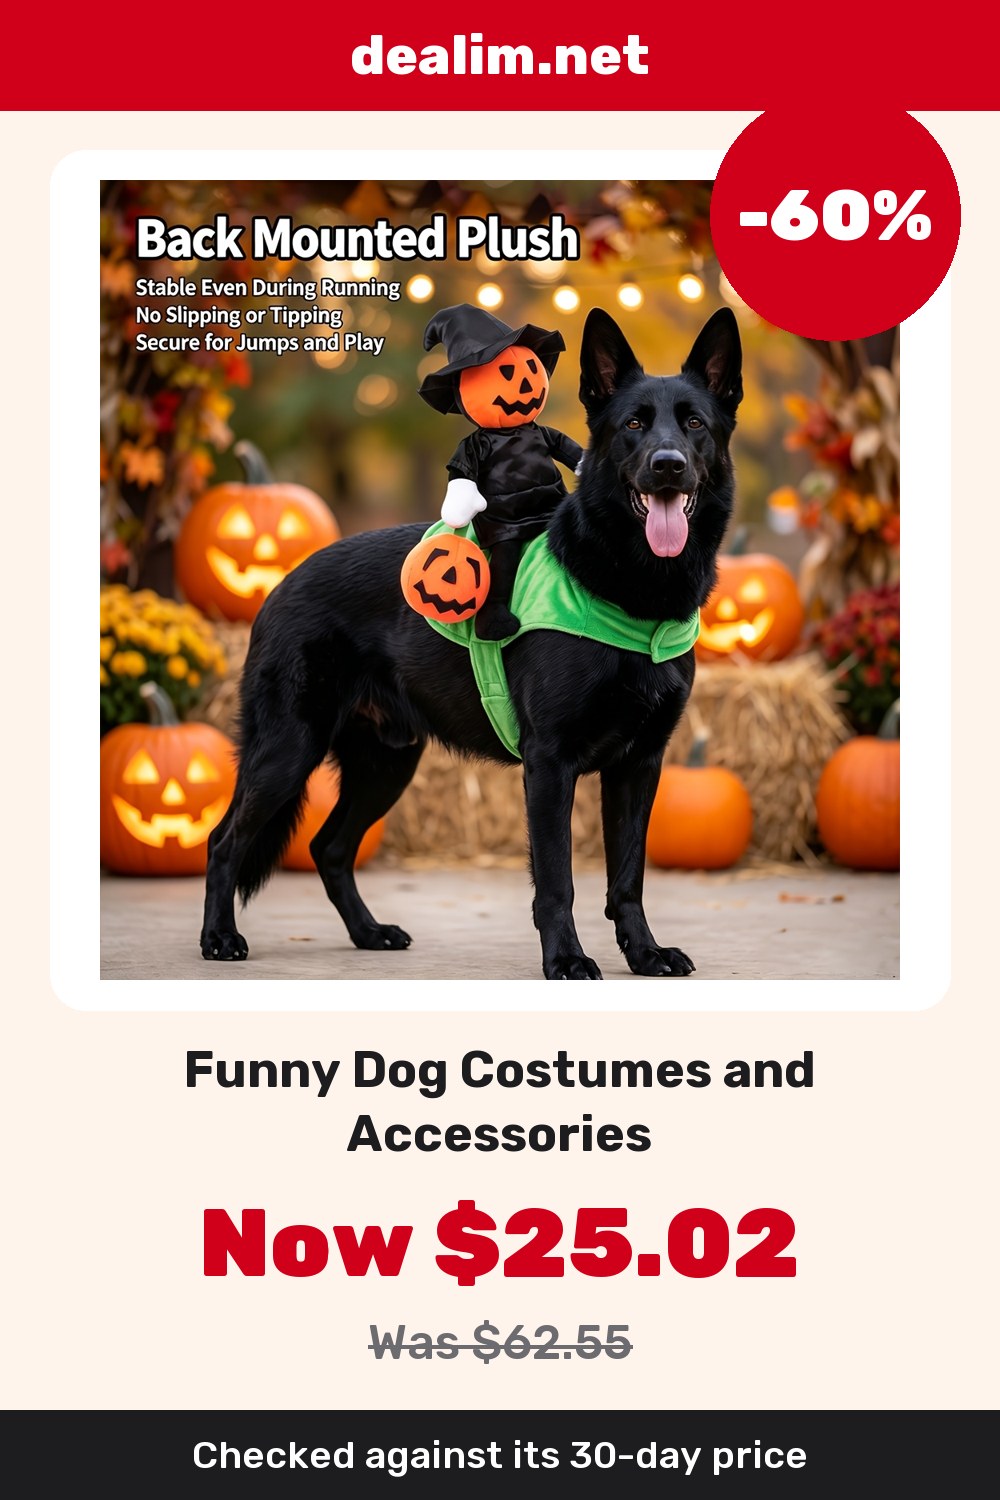 dealim.net
-60%
Back Mounted Plush
Stable Even During Running
No Slipping or Tipping
Secure for Jumps and Play
Funny Dog Costumes and
Accessories
Now $25.02
Was $62.55
Checked against its 30-day price